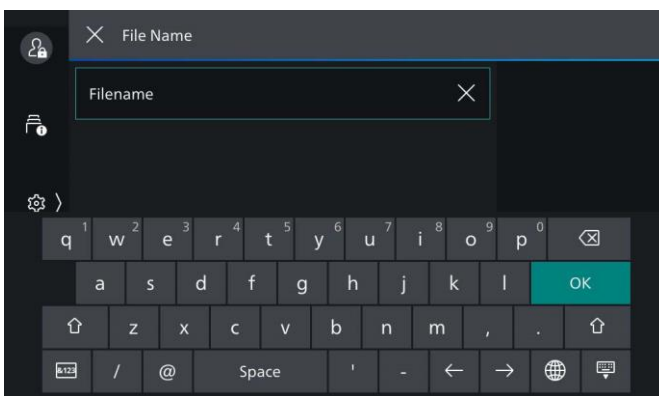 File Name
Filename
q 1 w 2 e 3 r 4 t 5 y 6 u 7 i 8 o 9 p 0
a s d f g h j k l OK
z x c v b n m , .
&123 / @ Space ' -